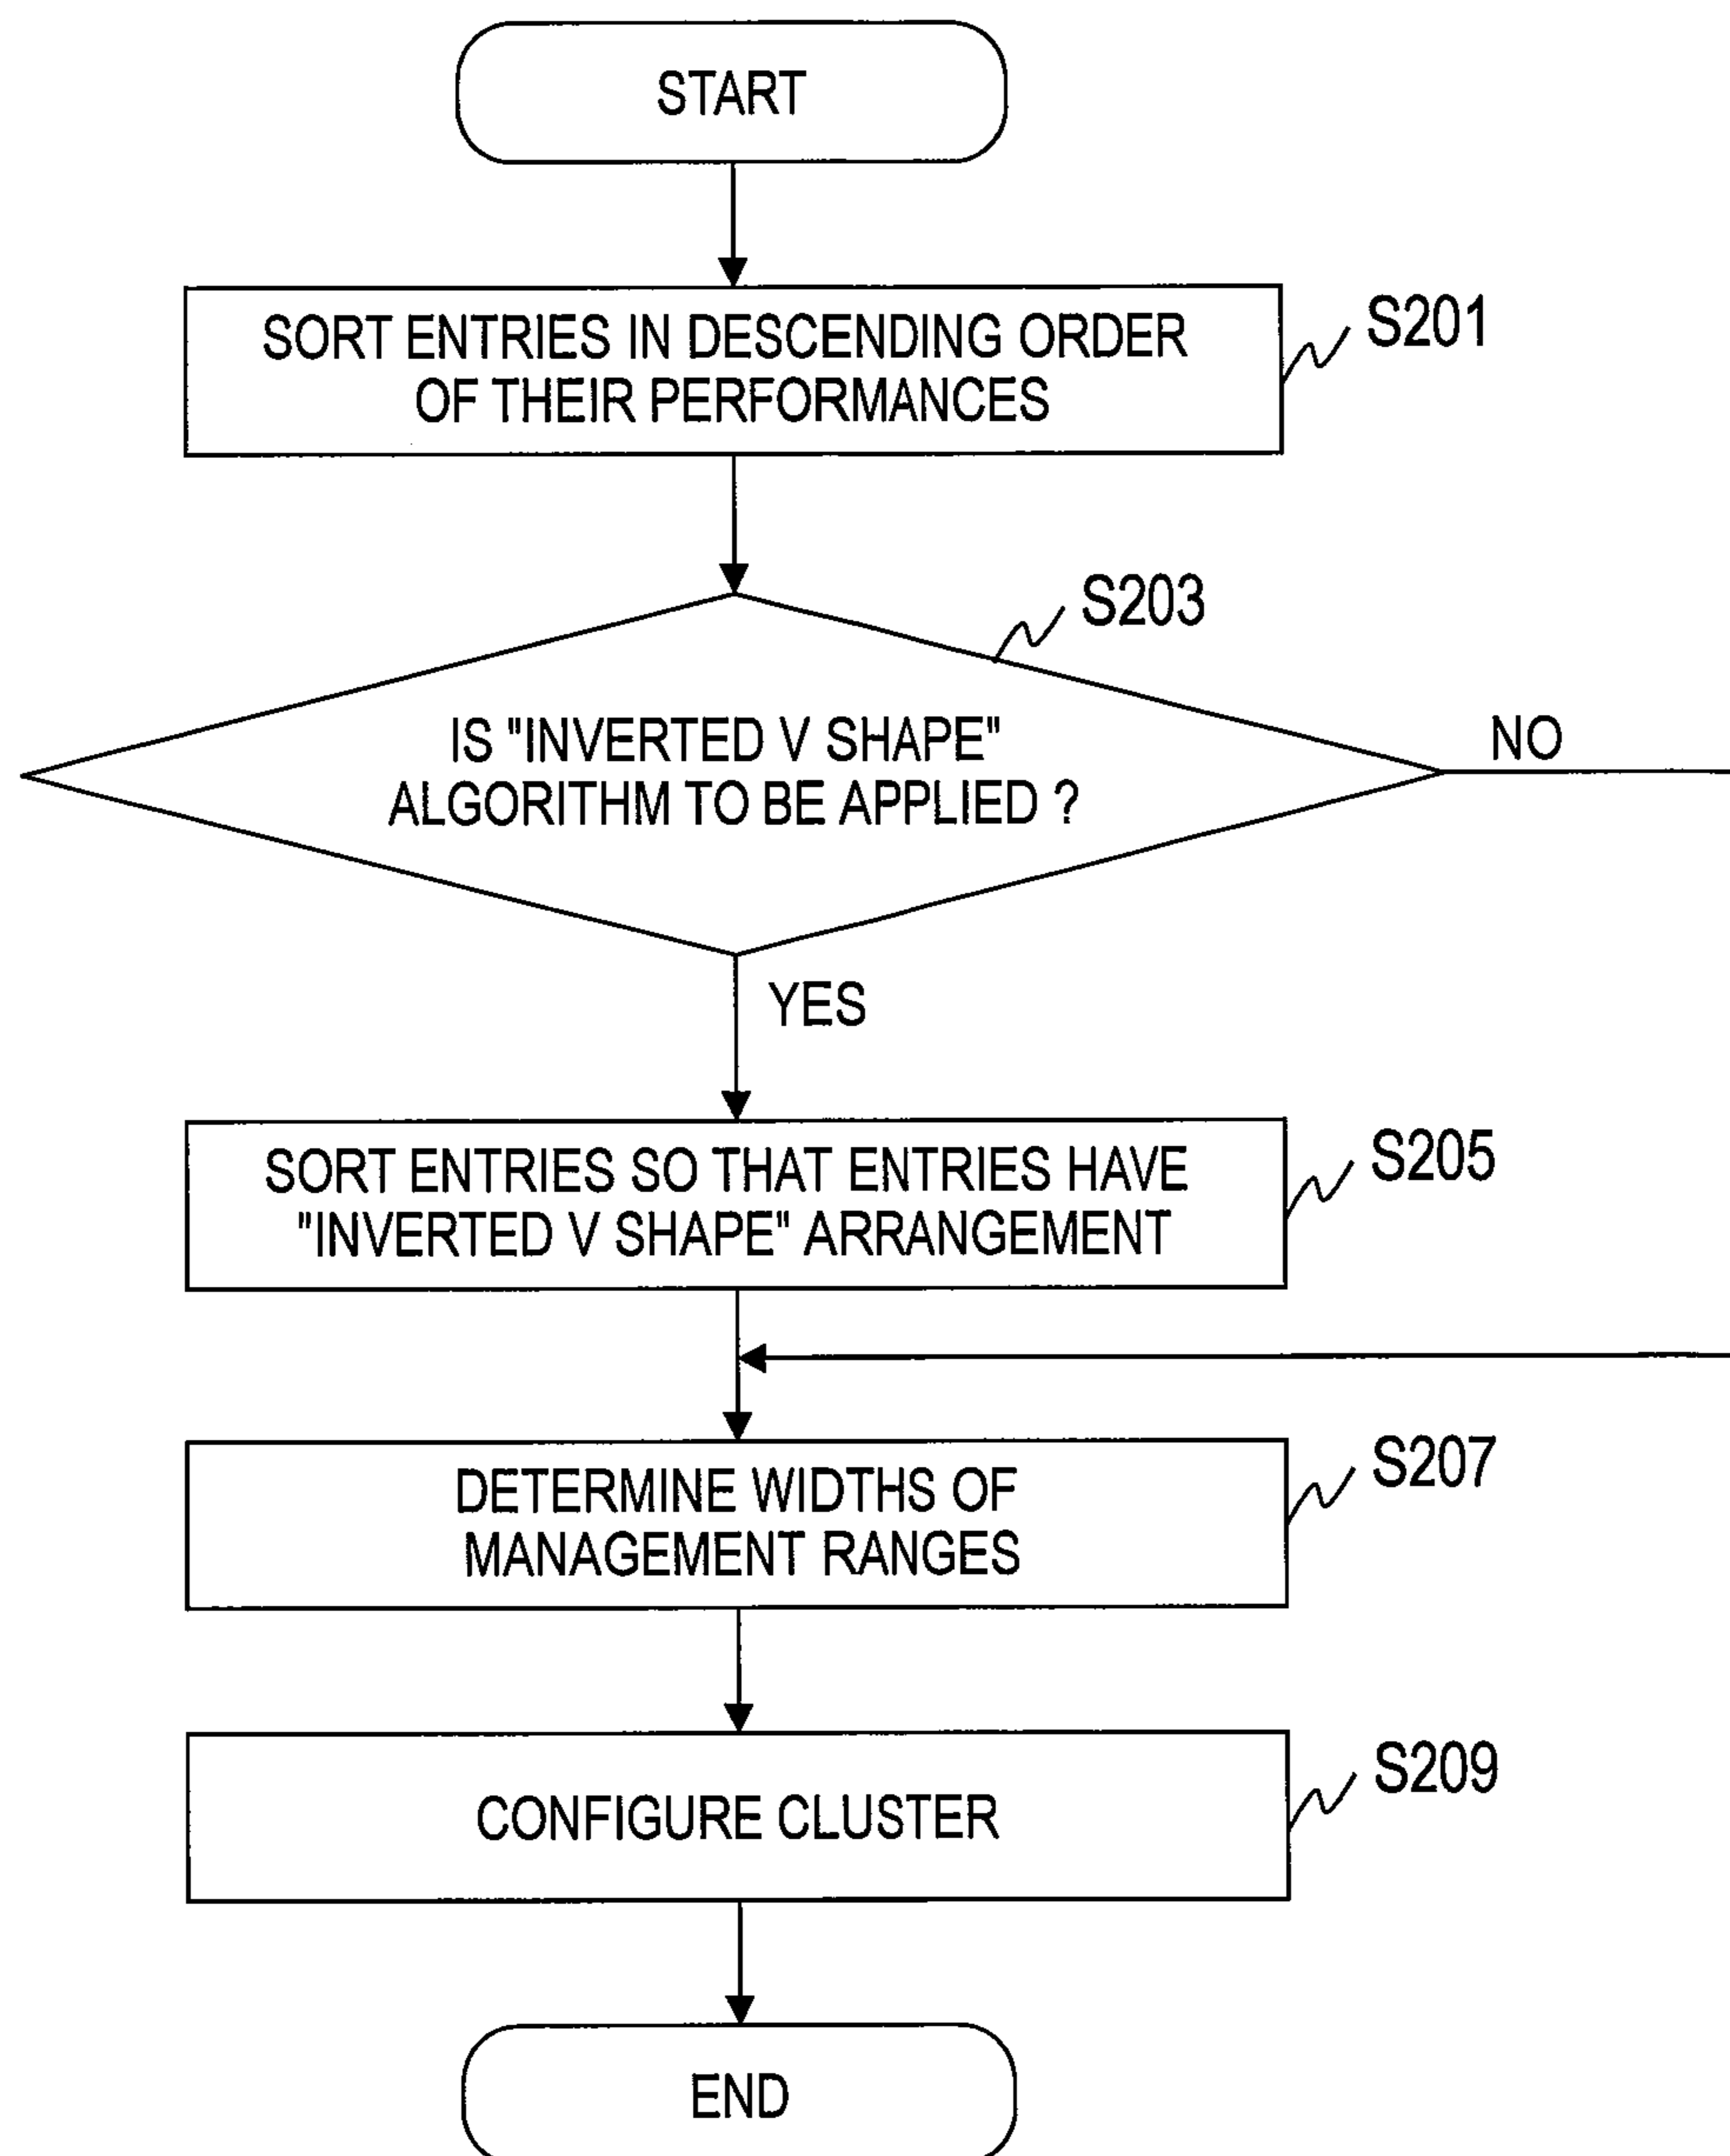 START
SORT ENTRIES IN DESCENDING ORDER
OF THEIR PERFORMANCES
S201
S203
IS "INVERTED V SHAPE"
ALGORITHM TO BE APPLIED ?
NO
YES
SORT ENTRIES SO THAT ENTRIES HAVE
"INVERTED V SHAPE" ARRANGEMENT
S205
DETERMINE WIDTHS OF
MANAGEMENT RANGES
S207
CONFIGURE CLUSTER
S209
END